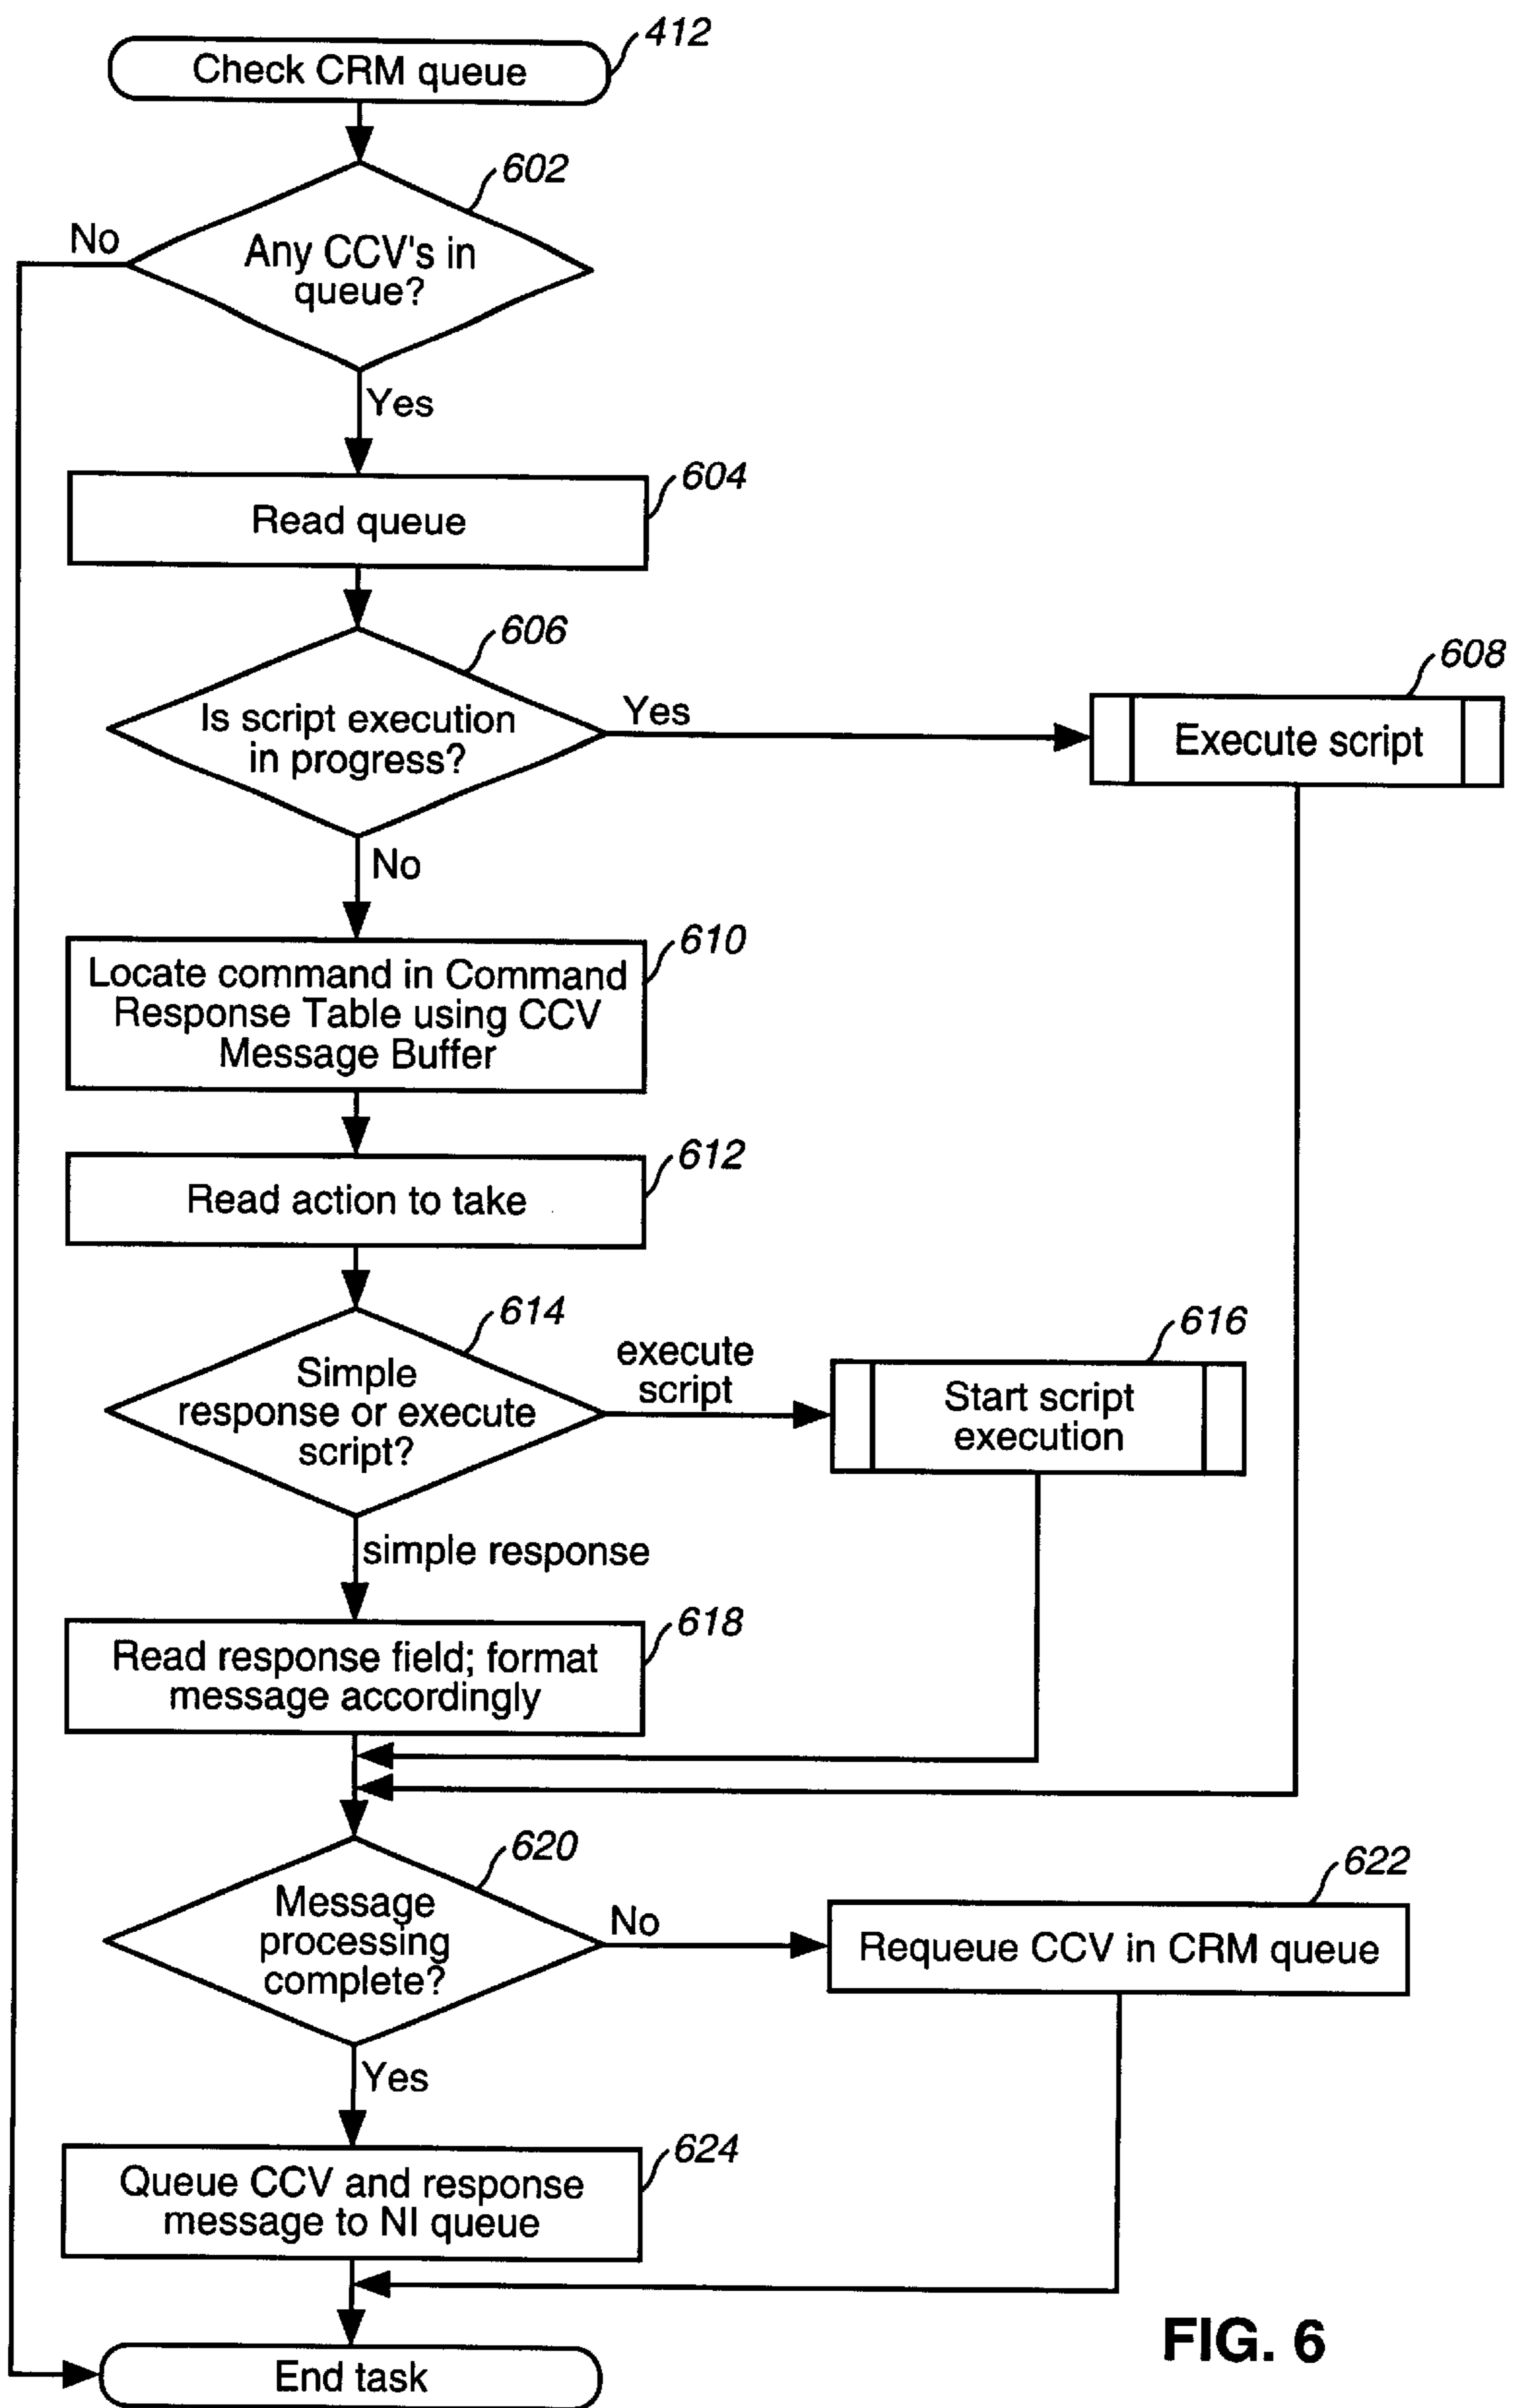 412
Check CRM queue
602
No
Any CCV's in
queue?
Yes
604
Read queue
606
608
Is script execution
in progress?
Yes
Execute script
No
610
Locate command in Command
Response Table using CCV
Message Buffer
612
Read action to take
614
616
Simple
response or execute
script?
execute
script
Start script
execution
simple response
618
Read response field; format
message accordingly
620
622
Message
processing
complete?
No
Requeue CCV in CRM queue
Yes
624
Queue CCV and response
message to NI queue
FIG. 6
End task